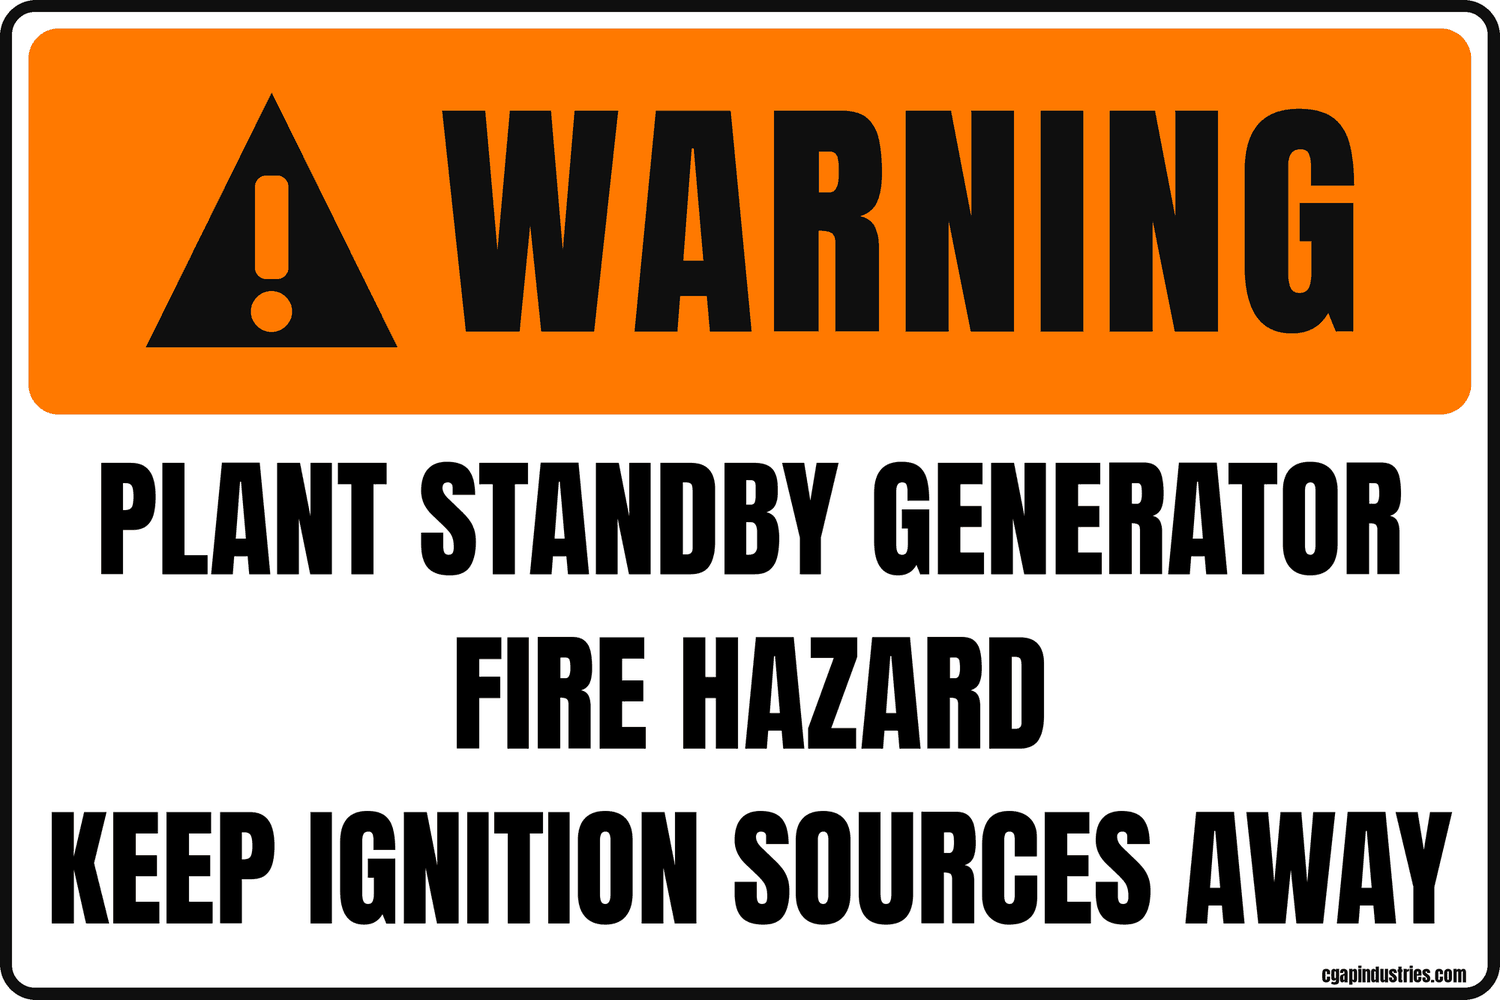 WARNING
PLANT STANDBY GENERATOR
FIRE HAZARD
KEEP IGNITION SOURCES AWAY
cgapindustries.com